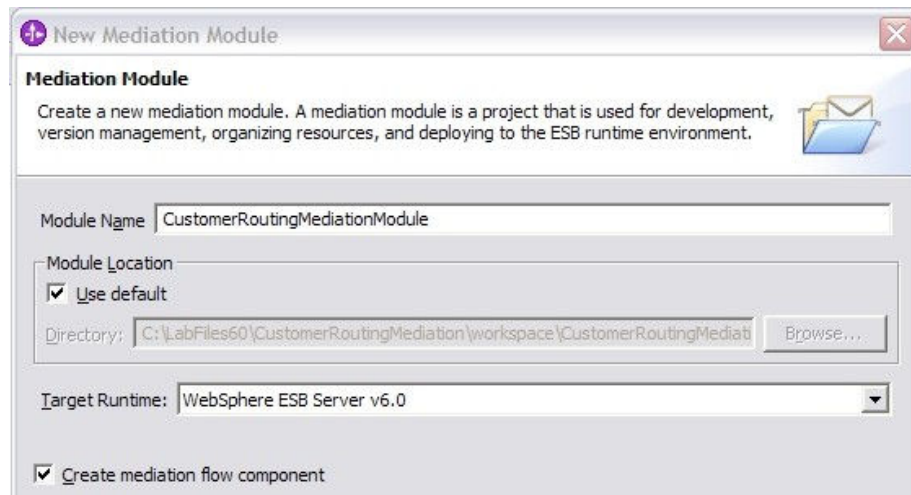 New Mediation Module
Mediation Module
Create a new mediation module. A mediation module is a project that is used for development,
version management, organizing resources, and deploying to the ESB runtime environment.
Module Name CustomerRoutingMediationModule
Module Location
Use default
Directory: C:\LabFiles60\CustomerRoutingMediation\workspace\CustomerRoutingMediati Browse...
Target Runtime: WebSphere ESB Server v6.0
Create mediation flow component